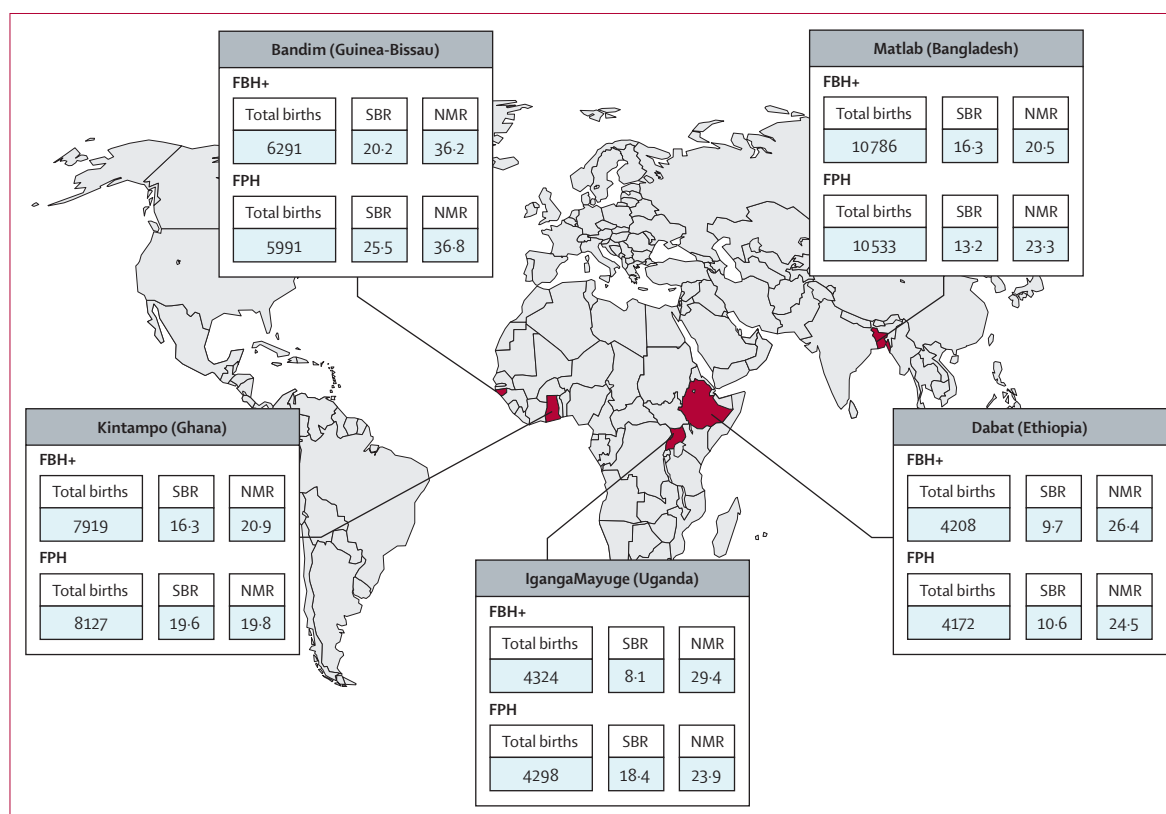 Bandim (Guinea-Bissau)
FBH+
Total births SBR NMR
6291 20·2 36·2
FPH
Total births SBR NMR
5991 25·5 36·8
Matlab (Bangladesh)
FBH+
Total births SBR NMR
10786 16·3 20·5
FPH
Total births SBR NMR
10533 13·2 23·3
Kintampo (Ghana)
FBH+
Total births SBR NMR
7919 16·3 20·9
FPH
Total births SBR NMR
8127 19·6 19·8
IgangaMayuge (Uganda)
FBH+
Total births SBR NMR
4324 8·1 29·4
FPH
Total births SBR NMR
4298 18·4 23·9
Dabat (Ethiopia)
FBH+
Total births SBR NMR
4208 9·7 26·4
FPH
Total births SBR NMR
4172 10·6 24·5